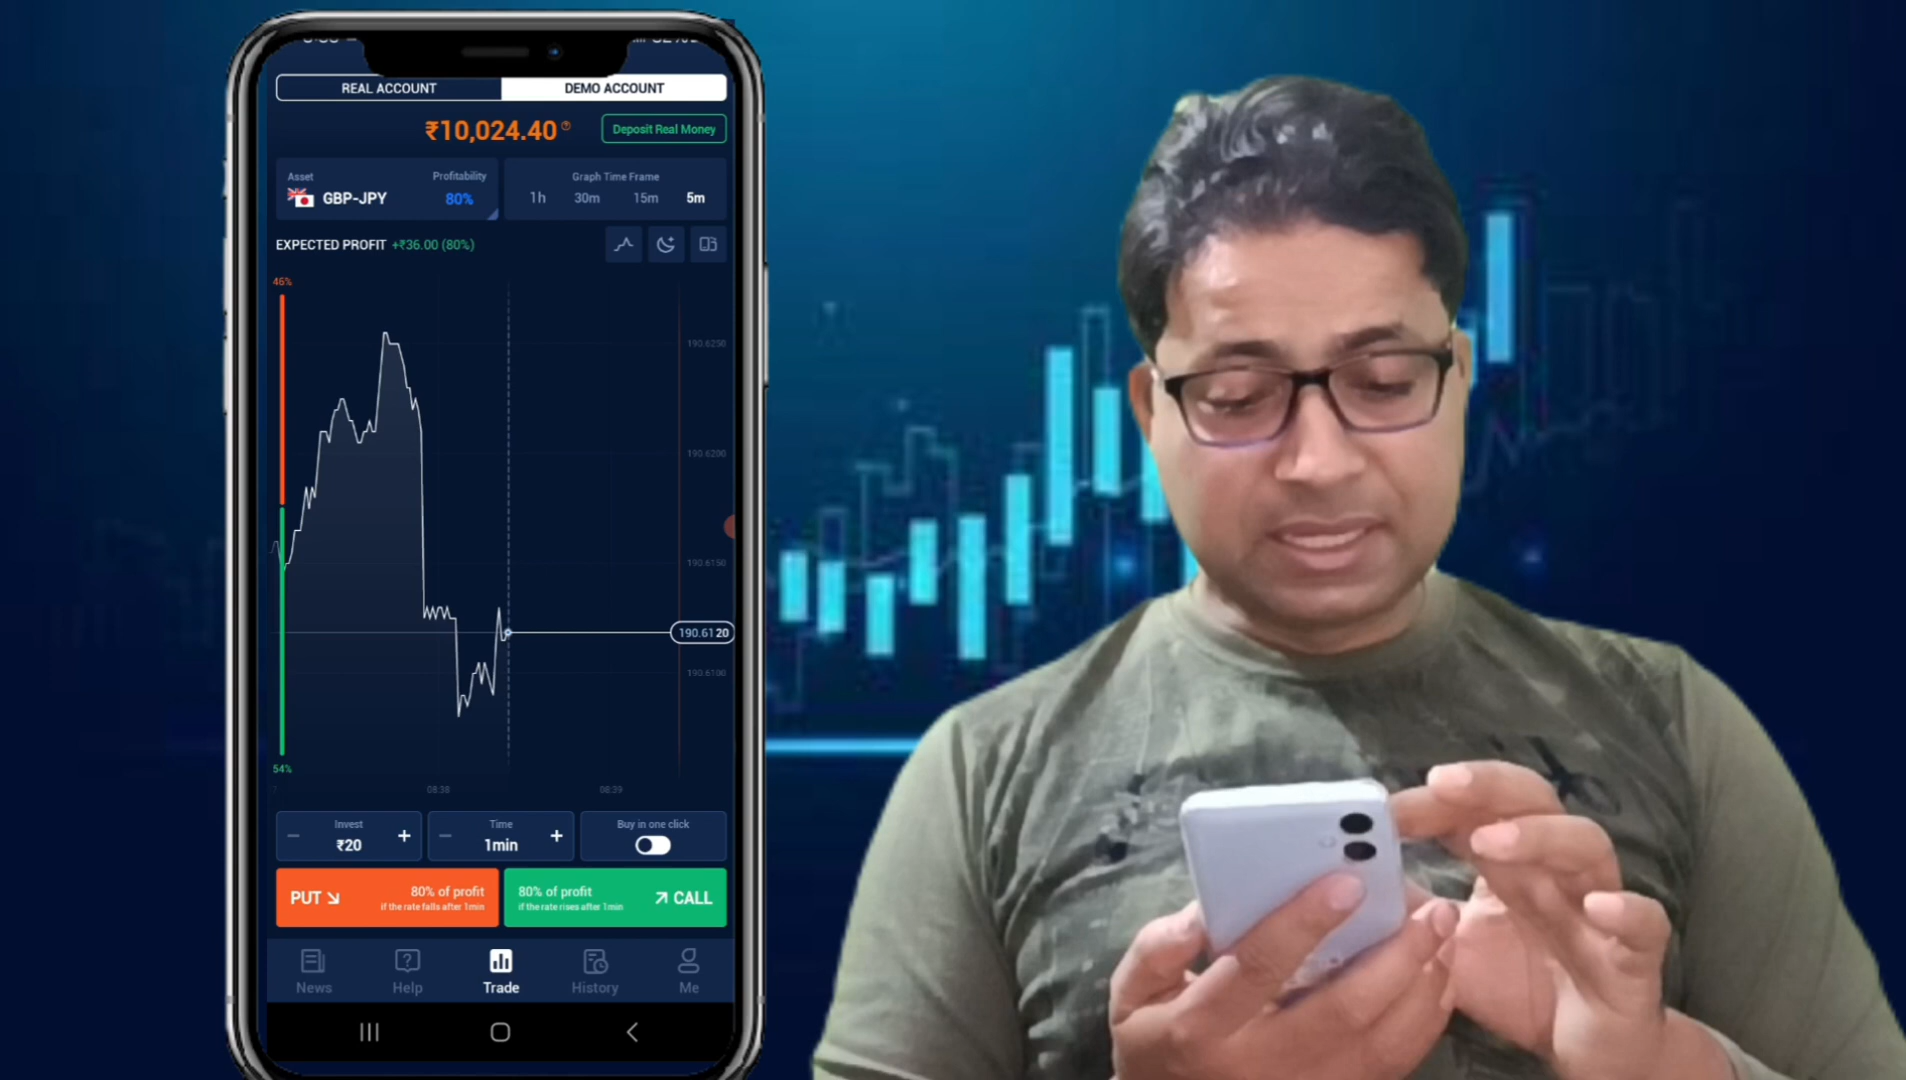 REAL ACCOUNT
DEMO ACCOUNT
₹10,024.40
Deposit Real Money
Asset
GBP-JPY
Profitability
80%
Graph Time Frame
1h 30m 15m 5m
EXPECTED PROFIT +₹36.00 (80%)
46%
190.6250
190.6200
190.6150
190.6120
190.6100
54%
08:38
08:39
Invest
- ₹20 +
Time
- 1min +
Buy in one click
PUT
80% of profit
if the rate falls after 1min
80% of profit
if the rate rises after 1min
CALL
News
Help
Trade
History
Me